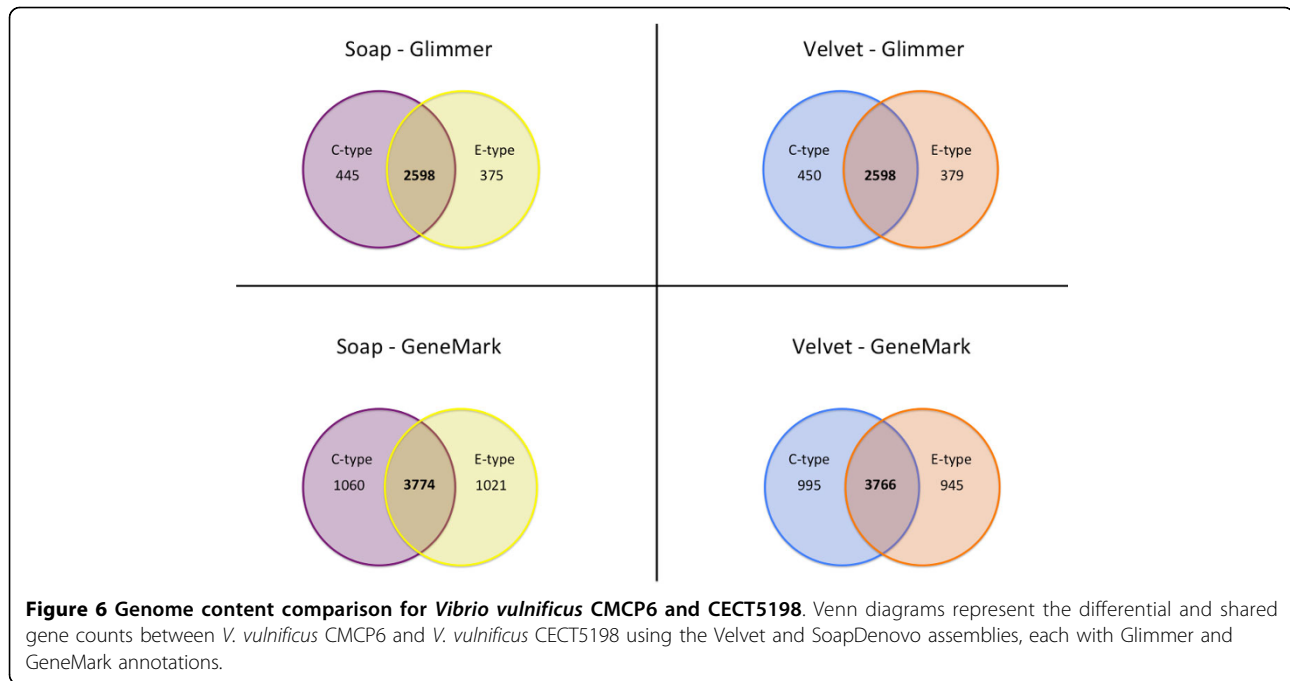 Soap - Glimmer
C-type
445
2598
E-type
375
Velvet - Glimmer
C-type
450
2598
E-type
379
Soap - GeneMark
C-type
1060
3774
E-type
1021
Velvet - GeneMark
C-type
995
3766
E-type
945
Figure 6 Genome content comparison for Vibrio vulnificus CMCP6 and CECT5198. Venn diagrams represent the differential and shared
gene counts between V. vulnificus CMCP6 and V. vulnificus CECT5198 using the Velvet and SoapDenovo assemblies, each with Glimmer and
GeneMark annotations.